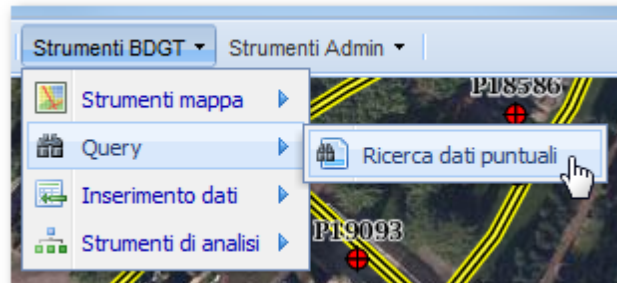 Strumenti BDGT Strumenti Admin
Strumenti mappa
P18586
Query
Ricerca dati puntuali
Inserimento dati
P19093
Strumenti di analisi